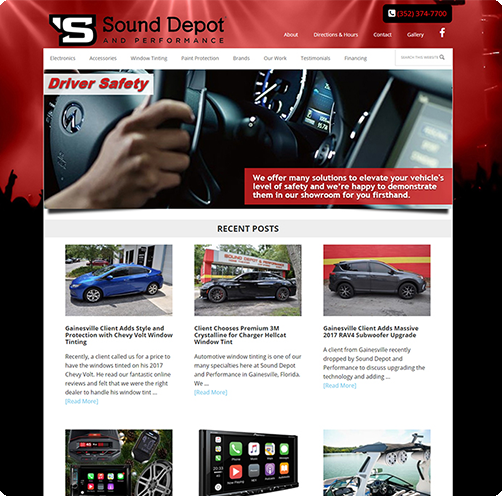 (352) 374-7700
'S Sound Depot
AND PERFORMANCE
About Directions & Hours Contact Gallery f
Electronics Accessories Window Tinting Paint Protection Brands Our Work Testimonials Financing SEARCH THIS WEBSITE
Driver Safety
We offer many solutions to elevate your vehicle's
level of safety and we're happy to demonstrate
them in our showroom for you firsthand.
RECENT POSTS
Gainesville Client Adds Style and
Protection with Chevy Volt Window
Tinting
Recently, a client called us for a price to
have the windows tinted on his 2017
Chevy Volt. He read our fantastic online
reviews and felt that we were the right
dealer to handle his window tint ...
[Read More]
SOUND DEPOT & PERFORMANCE
Client Chooses Premium 3M
Crystalline for Charger Hellcat
Window Tint
Automotive window tinting is one of our
many specialties here at Sound Depot
and Performance in Gainesville, Florida.
We ...
[Read More]
Gainesville Client Adds Massive
2017 RAV4 Subwoofer Upgrade
A client from Gainesville recently
dropped by Sound Depot and
Performance to discuss upgrading the
technology and adding ...
[Read More]